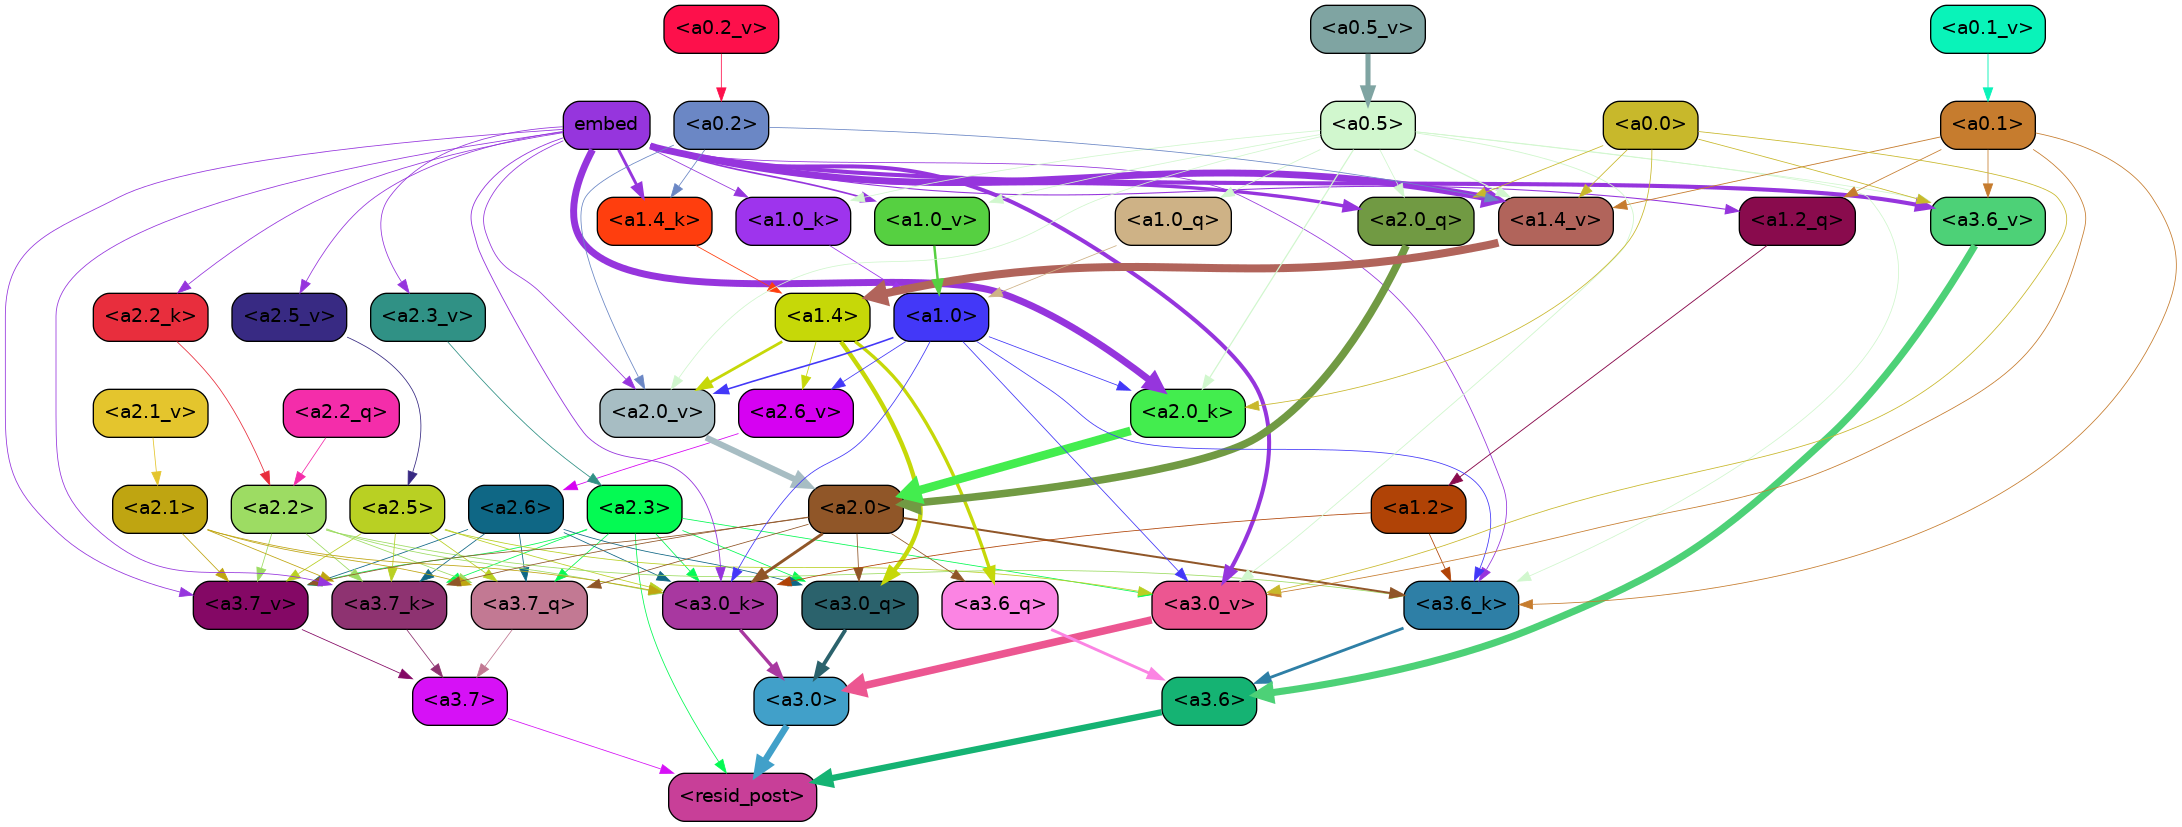 <a0.2_v>
<a0.5_v>
<a0.1_v>
embed
<a0.2>
<a0.5>
<a0.0>
<a0.1>
<a1.4_k>
<a1.0_k>
<a1.0_v>
<a1.0_q>
<a2.0_q>
<a1.4_v>
<a1.2_q>
<a3.6_v>
<a2.2_k>
<a2.5_v>
<a2.3_v>
<a1.4>
<a1.0>
<a2.1_v>
<a2.2_q>
<a2.0_v>
<a2.6_v>
<a2.0_k>
<a2.1>
<a2.2>
<a2.5>
<a2.6>
<a2.3>
<a2.0>
<a1.2>
<a3.7_v>
<a3.7_k>
<a3.7_q>
<a3.0_k>
<a3.0_q>
<a3.6_q>
<a3.0_v>
<a3.6_k>
<a3.7>
<a3.0>
<a3.6>
<resid_post>